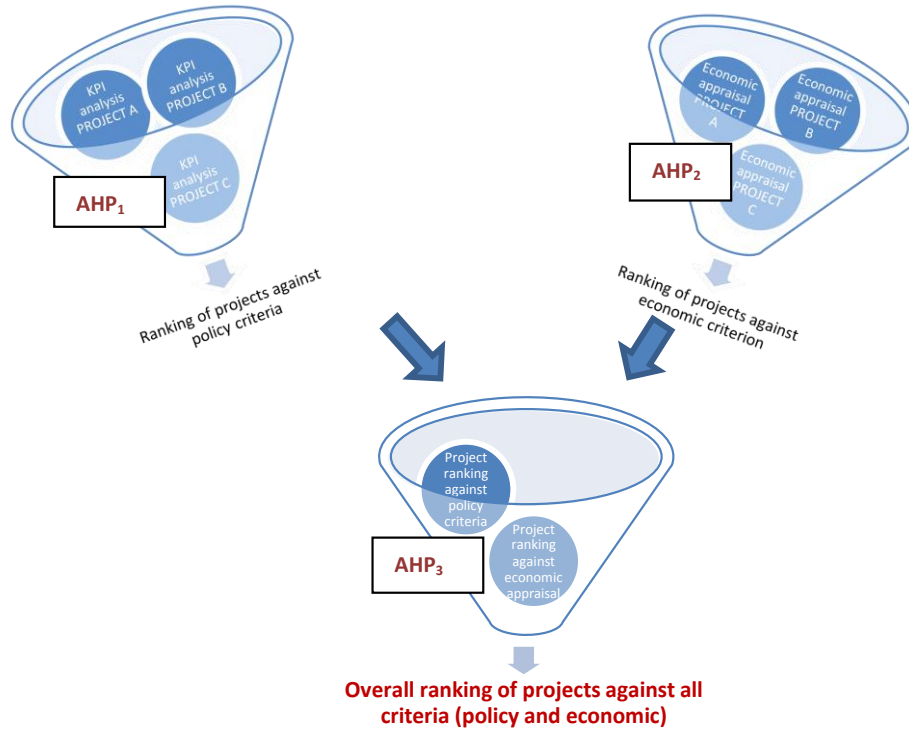 KPI
analysis
PROJECT A
KPI
analysis
PROJECT B
KPI
analysis
PROJECT C
AHP₁
Ranking of projects against
policy criteria
Economic
appraisal
PROJECT
A
Economic
appraisal
PROJECT
B
Economic
appraisal
PROJECT
C
AHP₂
Ranking of projects against
economic criterion
Project
ranking
against
policy
criteria
Project
ranking
against
economic
appraisal
AHP₃
Overall ranking of projects against all
criteria (policy and economic)